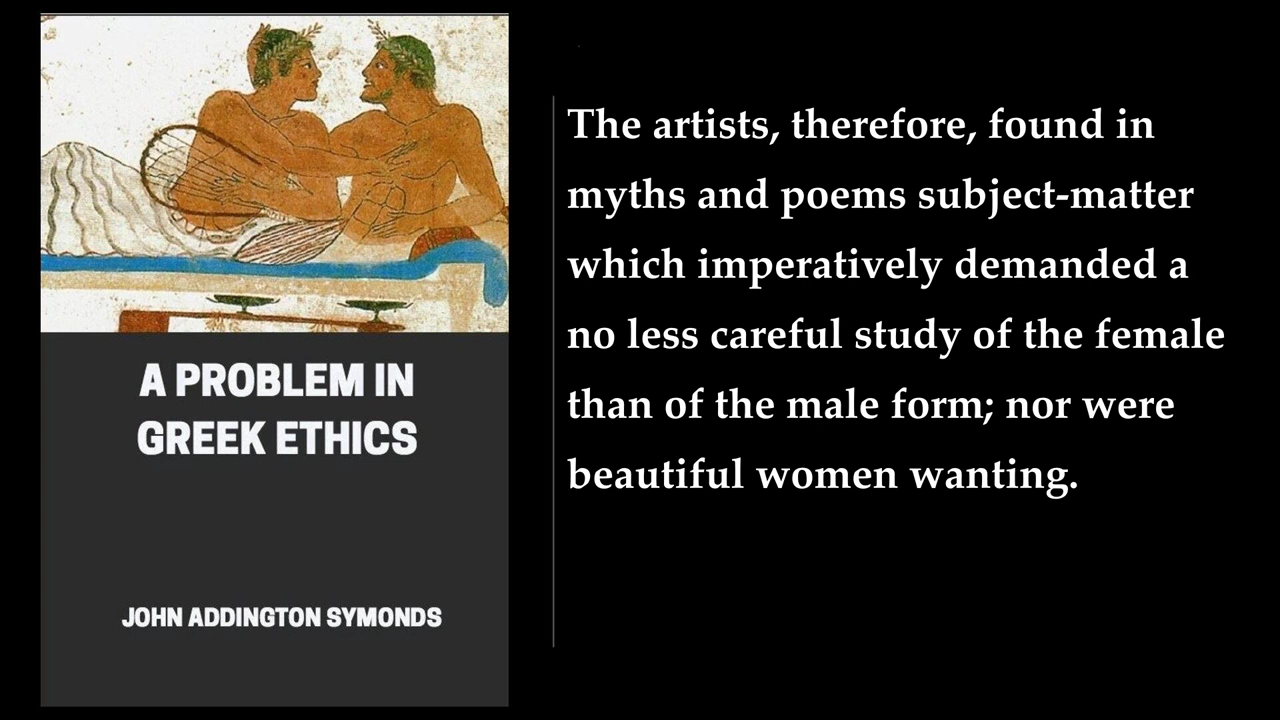 A PROBLEM IN
GREEK ETHICS
JOHN ADDINGTON SYMONDS
The artists, therefore, found in
myths and poems subject-matter
which imperatively demanded a
no less careful study of the female
than of the male form; nor were
beautiful women wanting.